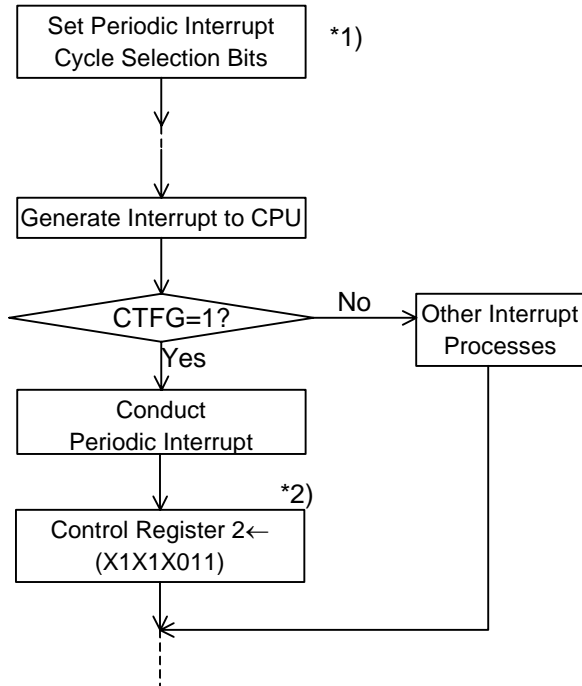 Set Periodic Interrupt
Cycle Selection Bits
*1)
Generate Interrupt to CPU
CTFG=1?
No
Other Interrupt
Processes
Yes
Conduct
Periodic Interrupt
*2)
Control Register 2←
(X1X1X011)